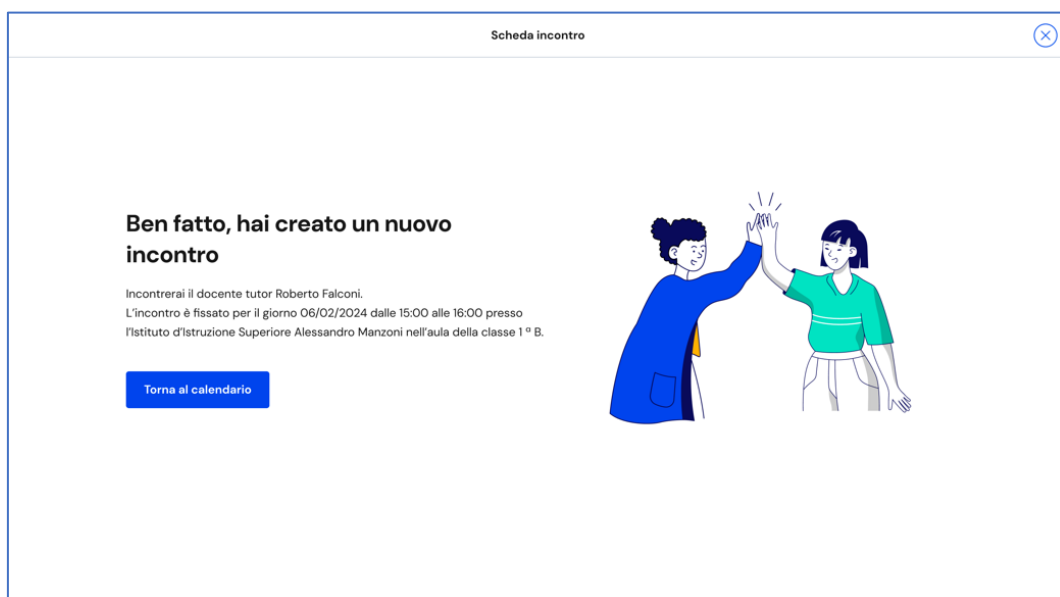 Scheda incontro
Ben fatto, hai creato un nuovo
incontro
Incontrerai il docente tutor Roberto Falconi.
L'incontro è fissato per il giorno 06/02/2024 dalle 15:00 alle 16:00 presso
l'Istituto d'Istruzione Superiore Alessandro Manzoni nell'aula della classe 1 ª B.
Torna al calendario